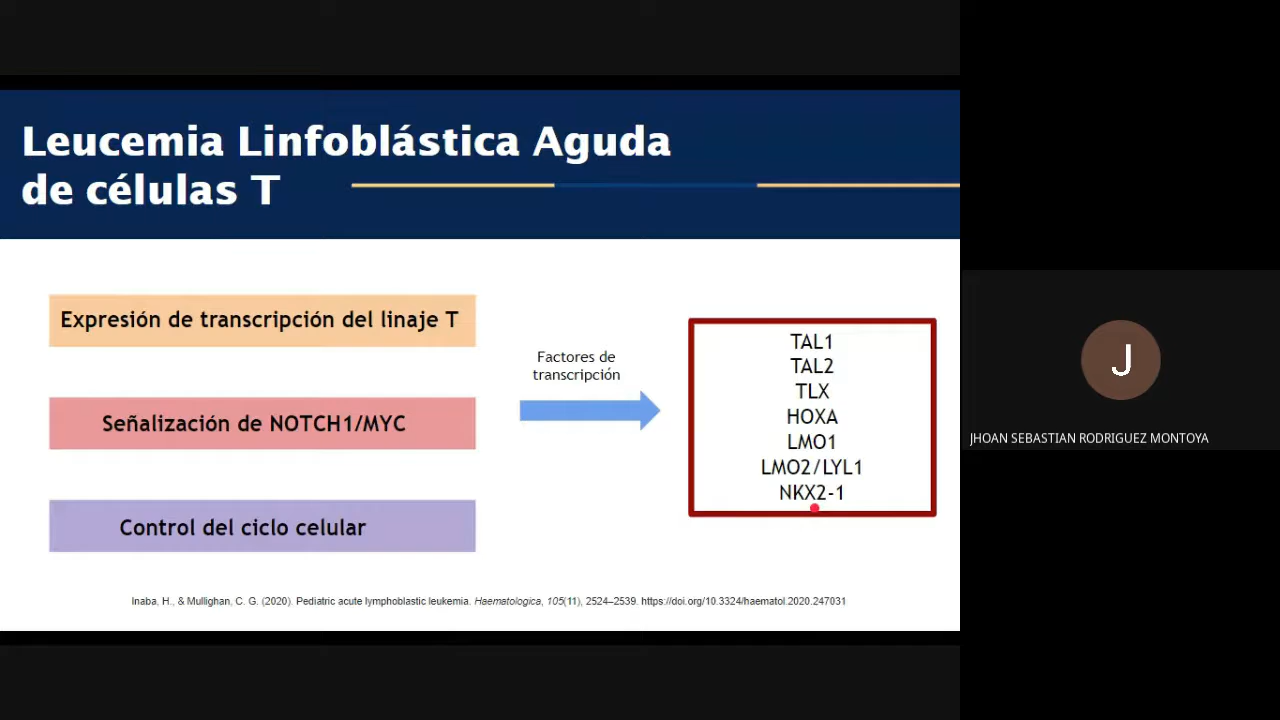 Leucemia Linfoblástica Aguda
de células T
Expresión de transcripción del linaje T
Señalización de NOTCH1/MYC
Control del ciclo celular
Factores de
transcripción
TAL1
TAL2
TLX
HOXA
LMO1
LMO2/LYL1
NKX2-1
Inaba, H., & Mullighan, C. G. (2020). Pediatric acute lymphoblastic leukemia. Haematologica, 105(11), 2524–2539. https://doi.org/10.3324/haematol.2020.247031
J
JHOAN SEBASTIAN RODRIGUEZ MONTOYA